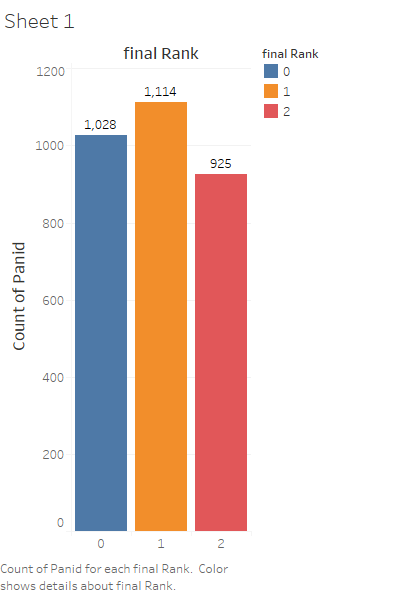 Sheet 1
final Rank
final Rank
0
1
2
1200
1000
800
600
400
200
0
Count of Panid
1,028
1,114
925
0
1
2
Count of Panid for each final Rank. Color
shows details about final Rank.